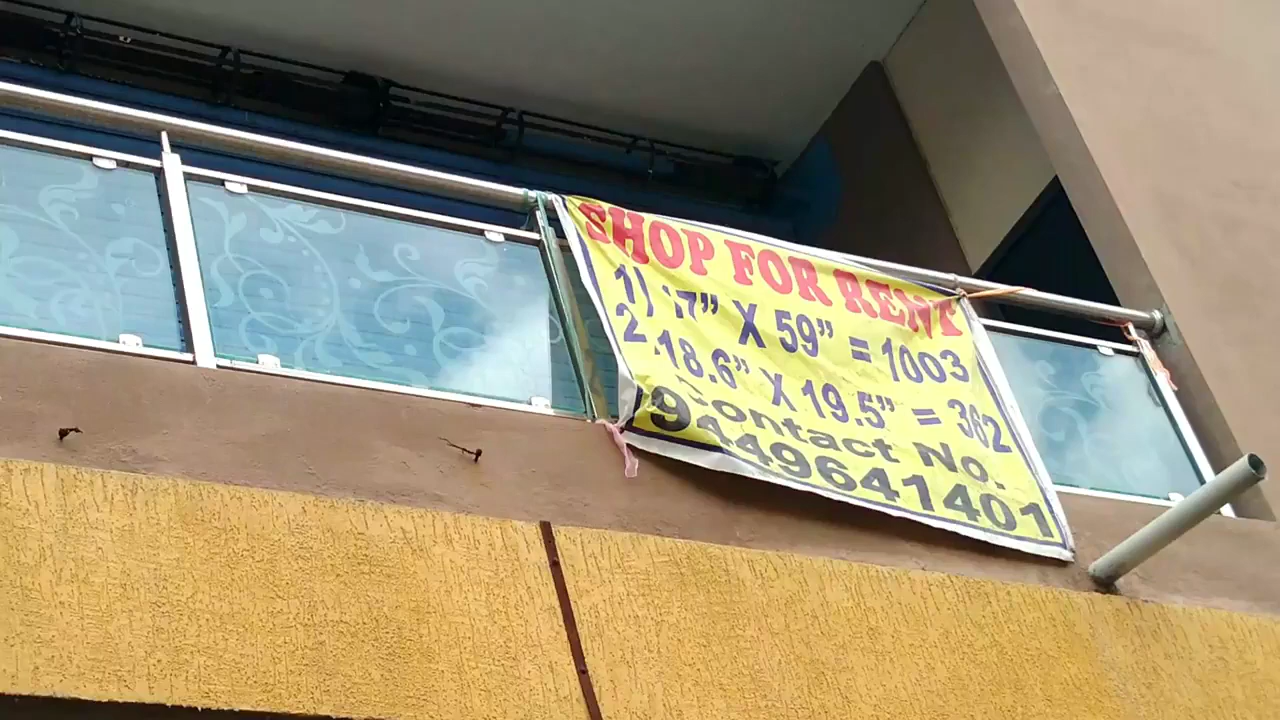 SHOP FOR RENT
1) 17" X 59" = 1003
2. 18.6" X 19.5" = 362
Contact No.
9449641401